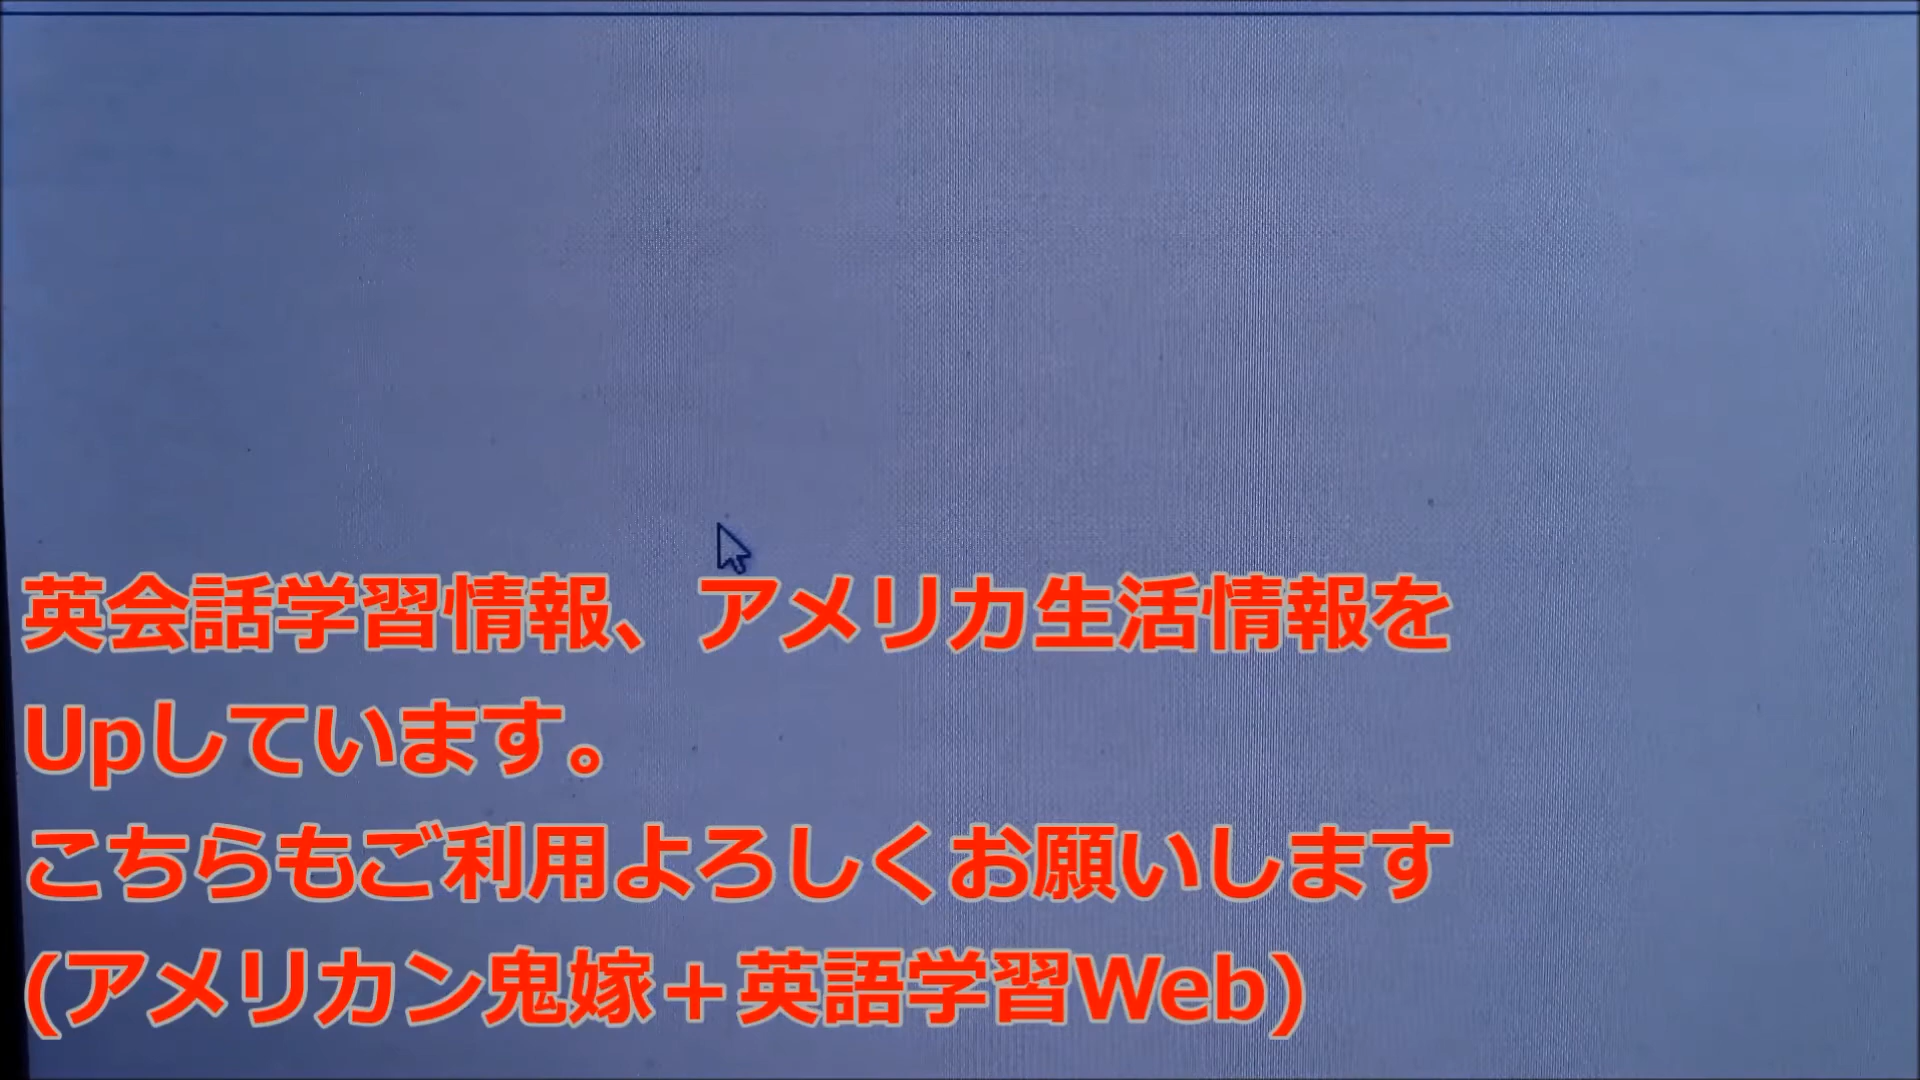 英会話学習情報、アメリカ生活情報を
Upしています。
こちらもご利用よろしくお願いします
(アメリカン鬼嫁＋英語学習Web)